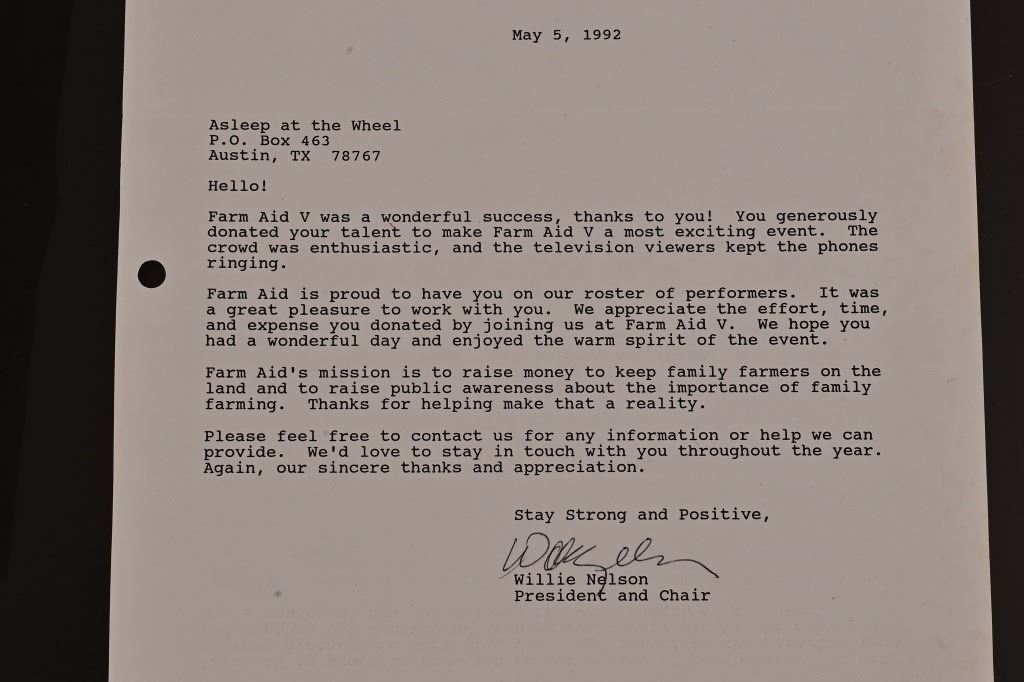 May 5, 1992
Asleep at the Wheel
P.O. Box 463
Austin, TX  78767
Hello!
Farm Aid V was a wonderful success, thanks to you!  You generously
donated your talent to make Farm Aid V a most exciting event.  The
crowd was enthusiastic, and the television viewers kept the phones
ringing.
Farm Aid is proud to have you on our roster of performers.  It was
a great pleasure to work with you.  We appreciate the effort, time,
and expense you donated by joining us at Farm Aid V.  We hope you
had a wonderful day and enjoyed the warm spirit of the event.
Farm Aid's mission is to raise money to keep family farmers on the
land and to raise public awareness about the importance of family
farming.  Thanks for helping make that a reality.
Please feel free to contact us for any information or help we can
provide.  We'd love to stay in touch with you throughout the year.
Again, our sincere thanks and appreciation.
Stay Strong and Positive,
Willie Nelson
President and Chair